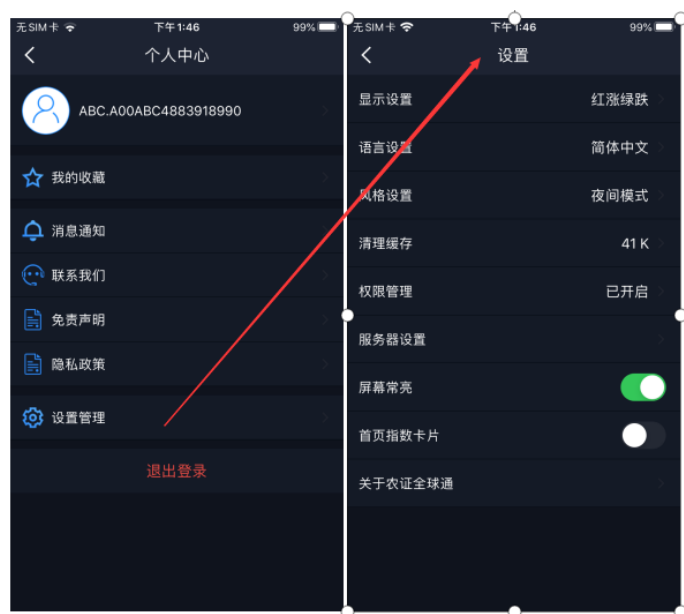 无SIM卡 下午1:46 99%
个人中心
ABC.A00ABC4883918990
我的收藏
消息通知
联系我们
免责声明
隐私政策
设置管理
退出登录
无SIM卡 下午1:46 99%
设置
显示设置 红涨绿跌
语言设置 简体中文
风格设置 夜间模式
清理缓存 41 K
权限管理 已开启
服务器设置
屏幕常亮
首页指数卡片
关于农证全球通